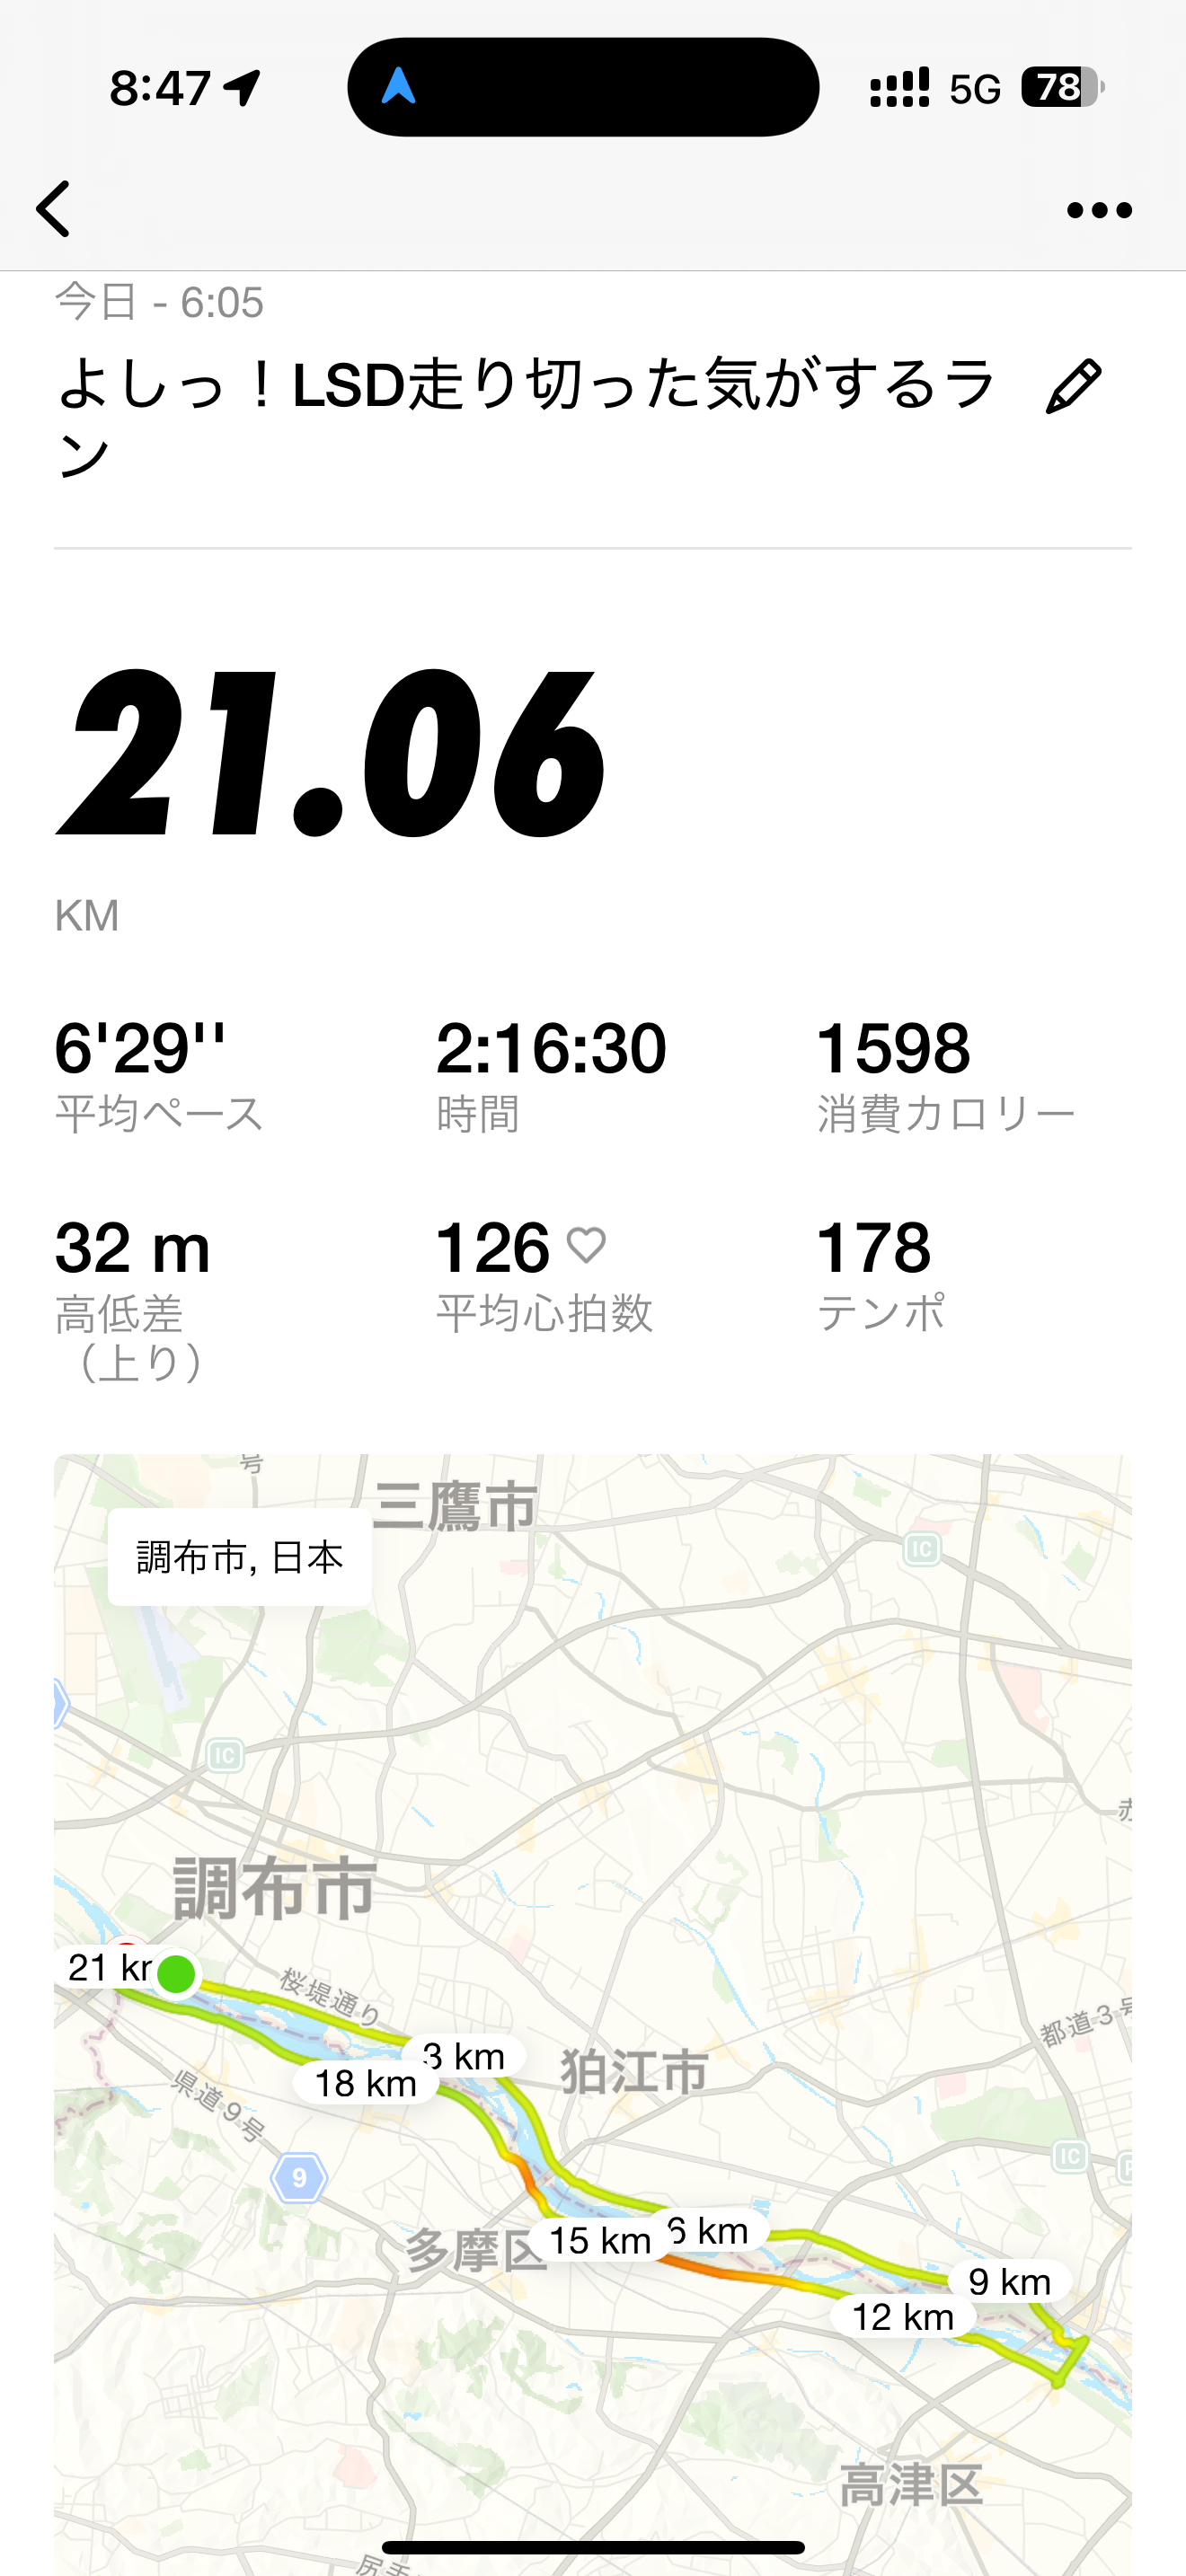 8:47
5G
78
今日 - 6:05
よしっ！LSD走り切った気がするラ
ン
21.06
KM
6'29''
2:16:30
1598
平均ペース
時間
消費カロリー
32 m
126
178
高低差
（上り）
平均心拍数
テンポ
号
三鷹市
調布市, 日本
IC
IC
調布市
21 k
桜堤通り
都道3号
3 km
狛江市
18 km
県道9号
IC
9
6 km
多摩区
15 km
9 km
12 km
高津区
尻手